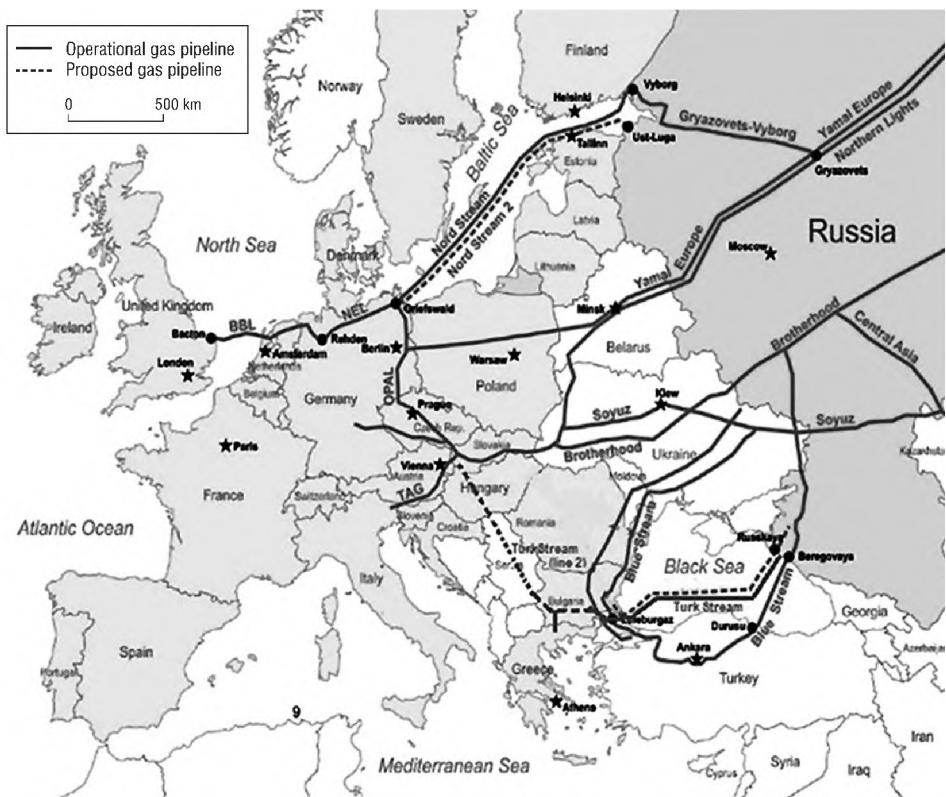 Operational gas pipeline
Proposed gas pipeline
0 500 km
Norway
Finland
Sweden
Helsinki
Vyborg
Baltic Sea
Tallinn
Ust-Luga
Estonia
Gryazovets-Vyborg
Yamal Europe
Northern Lights
Gryazovets
Latvia
Russia
Nord Stream
Nord Stream 2
North Sea
Denmark
Lithuania
Moscow
Yamal Europe
Minsk
United Kingdom
Ireland
Bacton
BBL
NEL
Greifswald
Rehden
Berlin
Amsterdam
Netherlands
London
Belgium
Germany
OPAL
Warsaw
Poland
Belarus
Brotherhood
Central Asia
Kiew
Prague
Czech Rep.
Soyuz
Soyuz
Slovakia
Brotherhood
Ukraine
Kazakhstan
Paris
France
Vienna
Austria
Switzerland
TAG
Hungary
Moldova
Slovenia
Croatia
Romania
Atlantic Ocean
Italy
TurkStream
(line 2)
Blue Stream
Russkaya
Black Sea
Beregovaya
Bulgaria
Turk Stream
Luleburgaz
Durusu
Blue Stream
Georgia
Ankara
Azerbaijan
Spain
Portugal
Greece
Turkey
Athens
9
Iran
Mediterranean Sea
Cyprus
Syria
Iraq